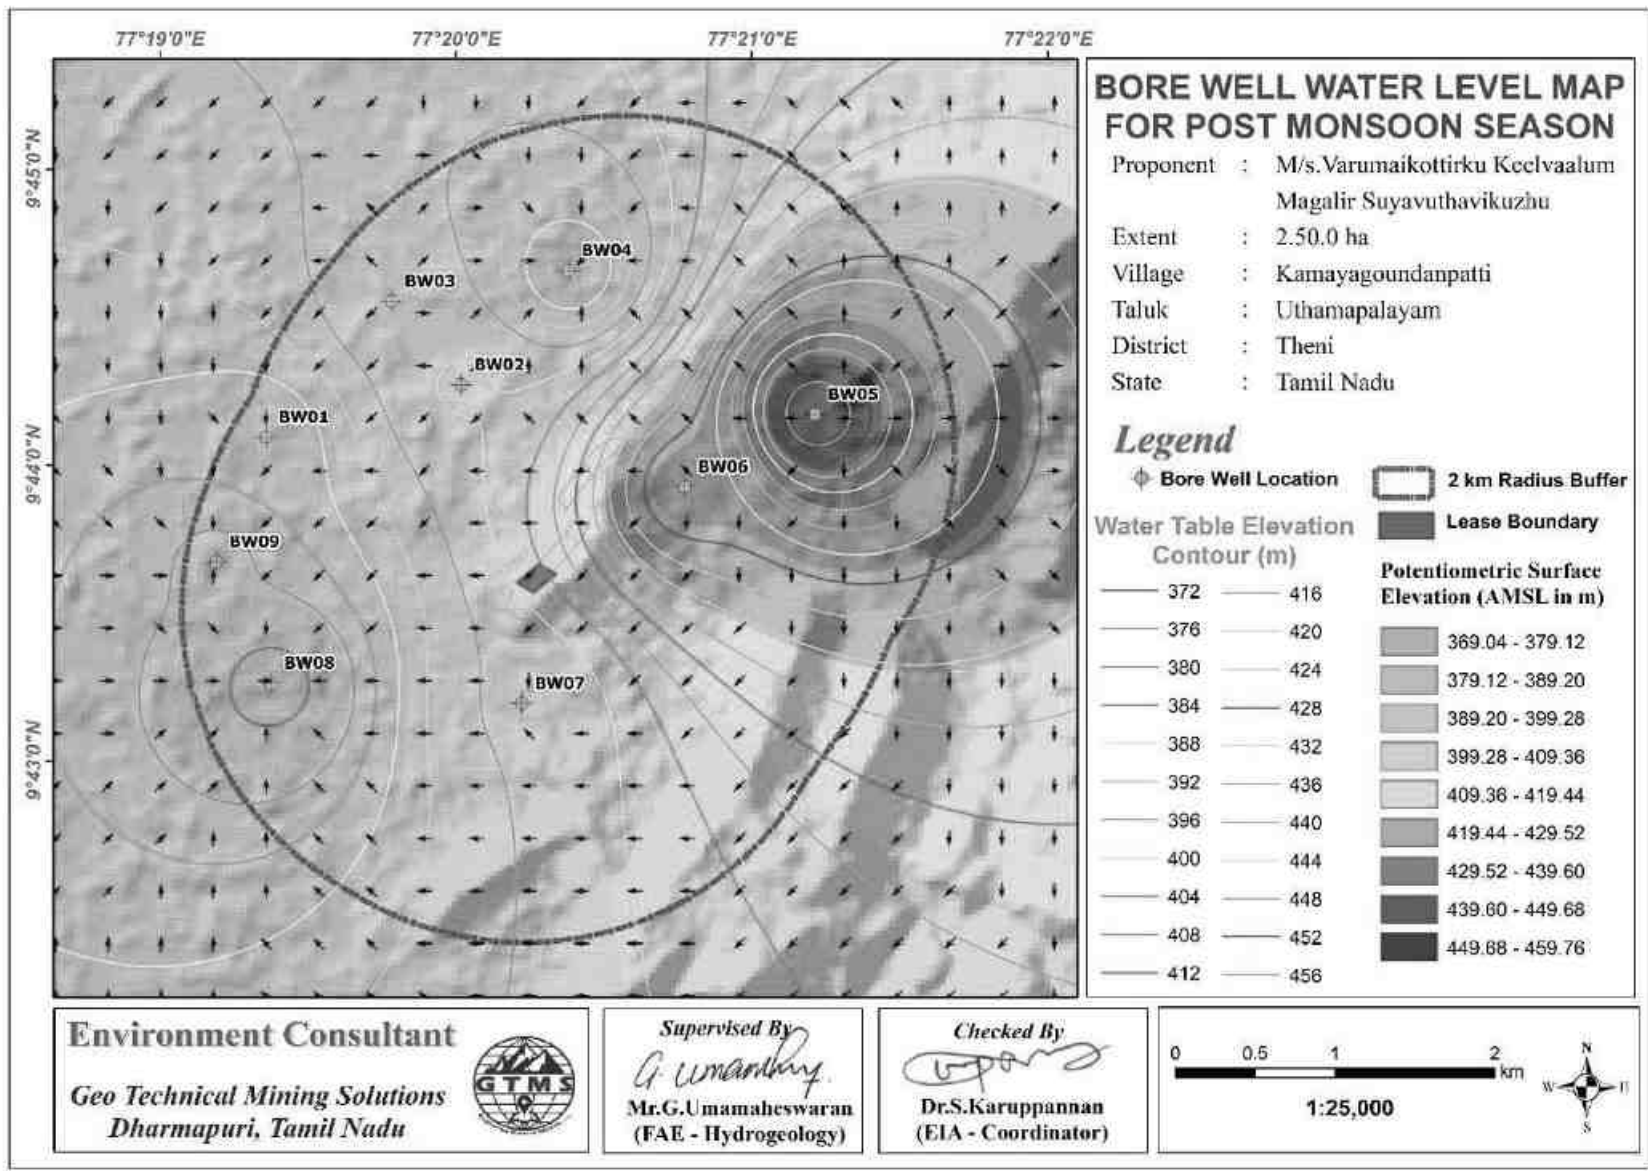 77°19'0"E 77°20'0"E 77°21'0"E 77°22'0"E
9°45'0"N
9°44'0"N
9°43'0"N
BW04
BW03
BW02
BW05
BW01
BW06
BW09
BW08
BW07
BORE WELL WATER LEVEL MAP
FOR POST MONSOON SEASON
Proponent : M/s.Varumaikottirku Keelvaalum
Magalir Suyavuthavikuzhu
Extent : 2.50.0 ha
Village : Kamayagoundanpatti
Taluk : Uthamapalayam
District : Theni
State : Tamil Nadu
Legend
Bore Well Location
2 km Radius Buffer
Lease Boundary
Water Table Elevation
Contour (m)
372 416
376 420
380 424
384 428
388 432
392 436
396 440
400 444
404 448
408 452
412 456
Potentiometric Surface
Elevation (AMSL in m)
369.04 - 379.12
379.12 - 389.20
389.20 - 399.28
399.28 - 409.36
409.36 - 419.44
419.44 - 429.52
429.52 - 439.60
439.60 - 449.68
449.68 - 459.76
Environment Consultant
Geo Technical Mining Solutions
Dharmapuri, Tamil Nadu
GTMS
Supervised By
G. Umamhy.
Mr.G.Umamaheswaran
(FAE - Hydrogeology)
Checked By
Dr.S.Karuppannan
(EIA - Coordinator)
0 0.5 1 2
km
1:25,000
N
W E
S